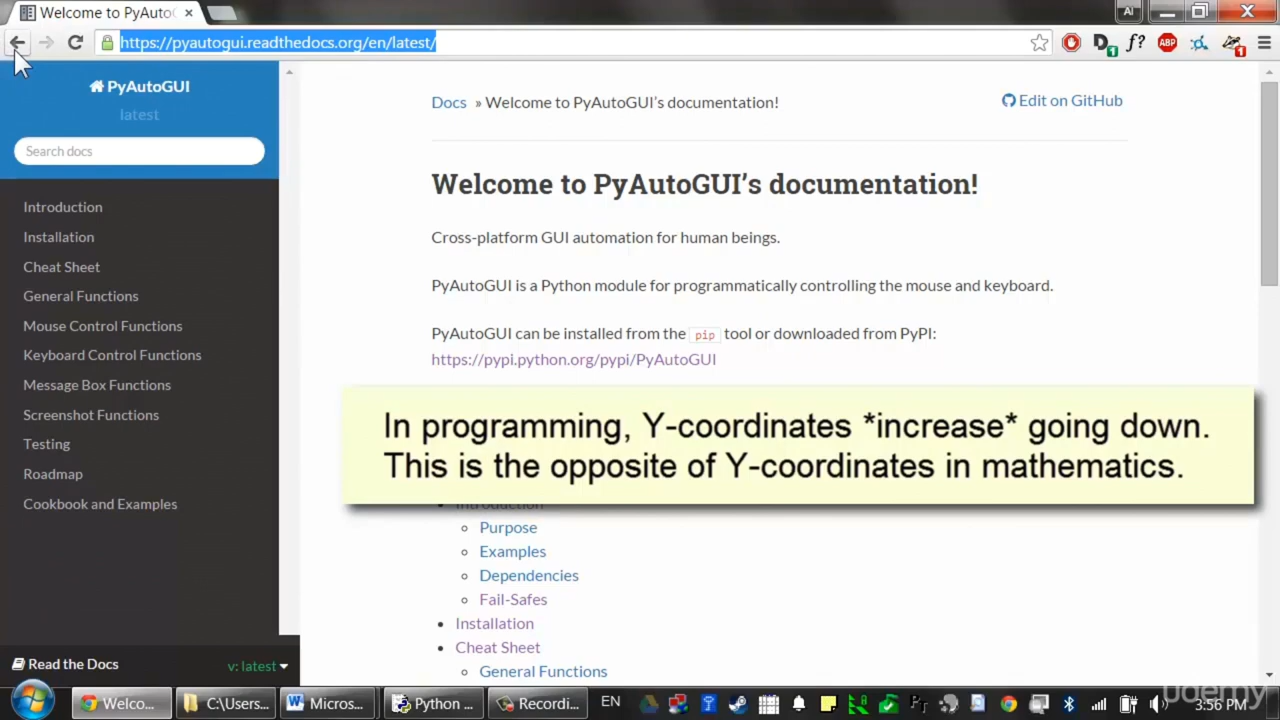 Welcome to PyAuto
https://pyautogui.readthedocs.org/en/latest/
PyAutoGUI
latest
Search docs
Introduction
Installation
Cheat Sheet
General Functions
Mouse Control Functions
Keyboard Control Functions
Message Box Functions
Screenshot Functions
Testing
Roadmap
Cookbook and Examples
Read the Docs
v: latest
Docs » Welcome to PyAutoGUI's documentation!
Edit on GitHub
Welcome to PyAutoGUI's documentation!
Cross-platform GUI automation for human beings.
PyAutoGUI is a Python module for programmatically controlling the mouse and keyboard.
PyAutoGUI can be installed from the pip tool or downloaded from PyPI:
https://pypi.python.org/pypi/PyAutoGUI
In programming, Y-coordinates *increase* going down.
This is the opposite of Y-coordinates in mathematics.
Introduction
Purpose
Examples
Dependencies
Fail-Safes
Installation
Cheat Sheet
General Functions
Welco...
C:\Users...
Micros...
Python ...
Recordi...
EN
3:56 PM
udemy